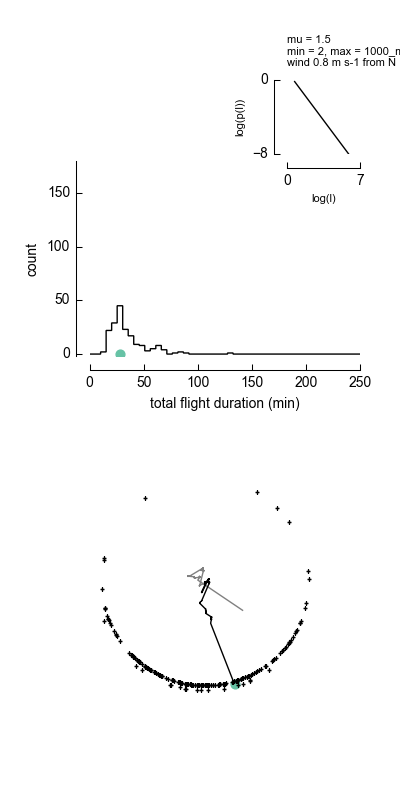 mu = 1.5
min = 2, max = 1000_m
wind 0.8 m s-1 from N
0
log(p(l))
−8
0 7
log(l)
150
100
count
50
0
0 50 100 150 200 250
total flight duration (min)